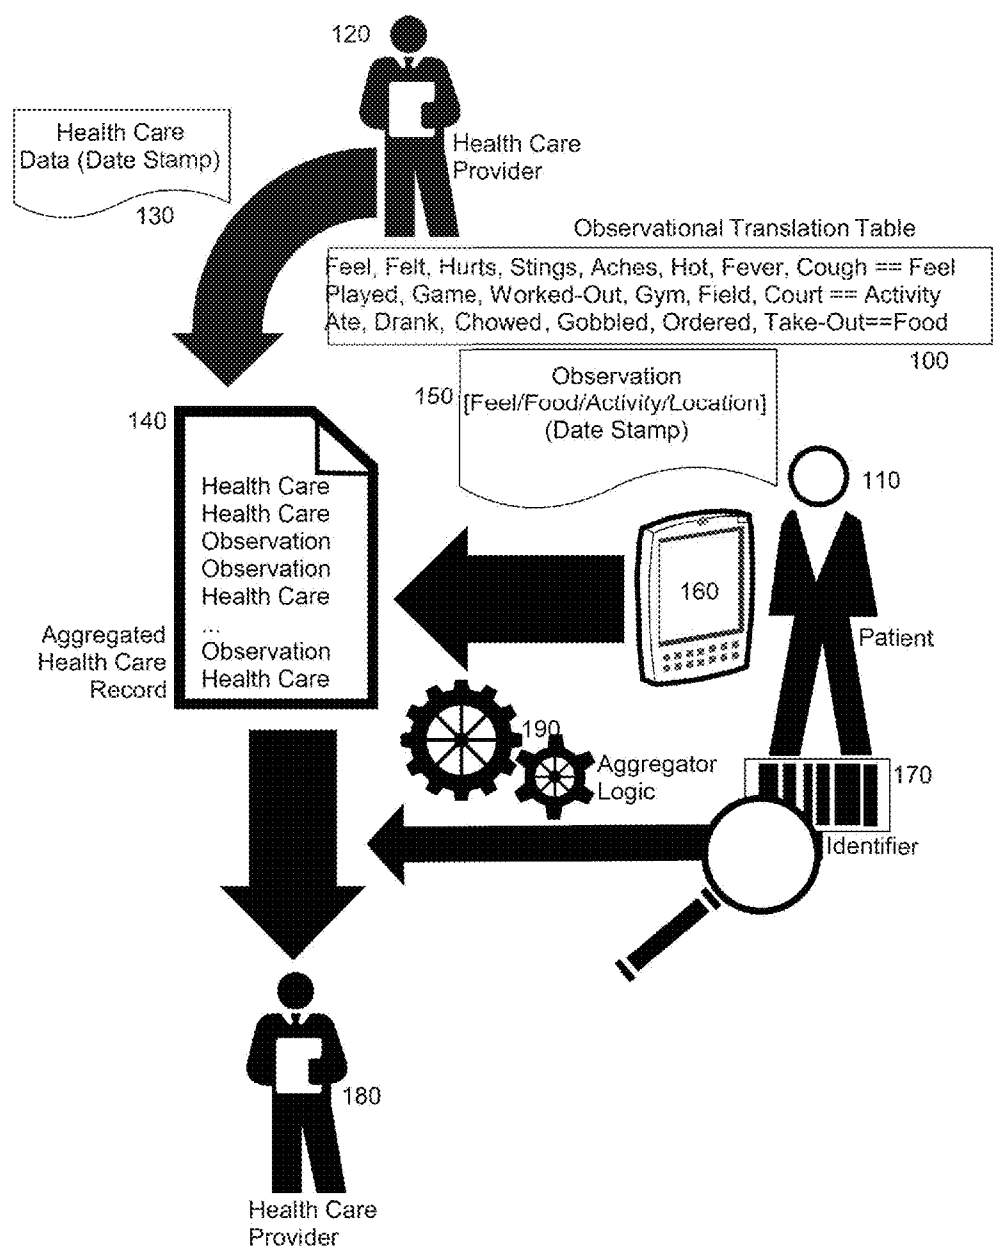 120
Health Care
Data (Date Stamp)
130
Health Care
Provider
Observational Translation Table
Feel, Felt, Hurts, Stings, Aches, Hot, Fever, Cough == Feel
Played, Game, Worked-Out, Gym, Field, Court == Activity
Ate, Drank, Chowed, Gobbled, Ordered, Take-Out==Food
100
150
Observation
[Feel/Food/Activity/Location]
(Date Stamp)
140
Health Care
Health Care
Observation
Observation
Health Care
...
Observation
Health Care
Aggregated
Health Care
Record
110
160
Patient
190
Aggregator
Logic
170
Identifier
180
Health Care
Provider